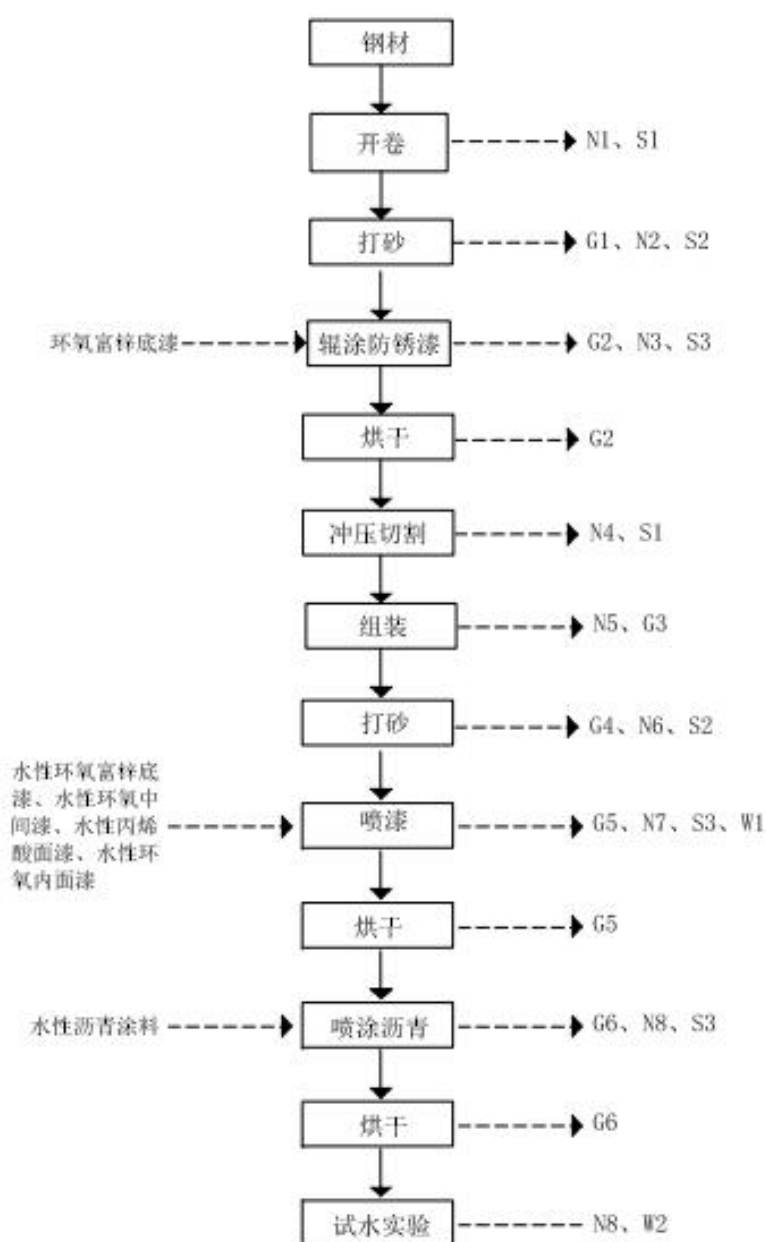 钢材
开卷
N1、S1
打砂
G1、N2、S2
环氧富锌底漆
辊涂防锈漆
G2、N3、S3
烘干
G2
冲压切割
N4、S1
组装
N5、G3
打砂
G4、N6、S2
水性环氧富锌底
漆、水性环氧中
间漆、水性丙烯
酸面漆、水性环
氧内面漆
喷漆
G5、N7、S3、W1
烘干
G5
水性沥青涂料
喷涂沥青
G6、N8、S3
烘干
G6
试水实验
N8、W2